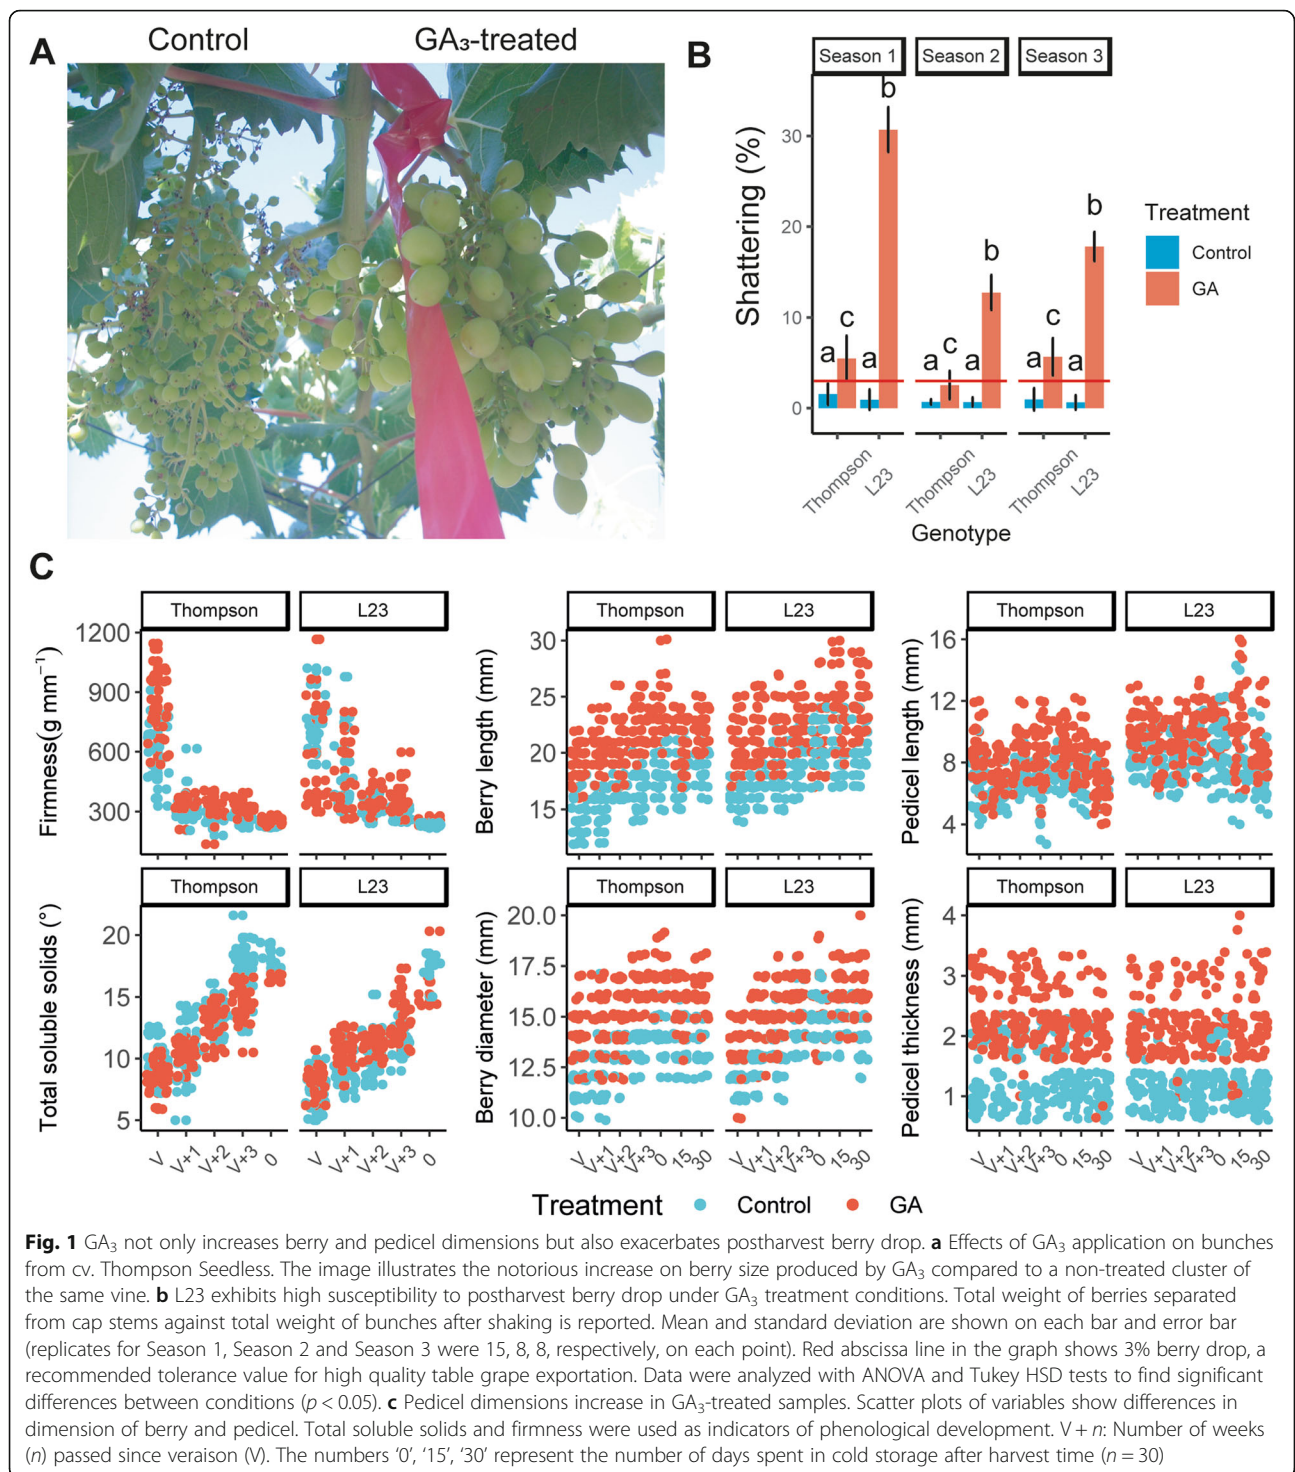 A
Control
GA₃-treated
B
Season 1
Season 2
Season 3
Shattering (%)
30
20
10
0
a
c
a
b
a
c
a
b
a
c
a
b
Thompson
L23
Thompson
L23
Thompson
L23
Genotype
Treatment
Control
GA
C
Thompson
L23
Firmness(g mm⁻¹)
1200
900
600
300
Thompson
L23
Berry length (mm)
30
25
20
15
Thompson
L23
Pedicel length (mm)
16
12
8
4
Thompson
L23
Total soluble solids (°)
20
15
10
5
V
V+1
V+2
V+3
0
V
V+1
V+2
V+3
0
Thompson
L23
Berry diameter (mm)
20.0
17.5
15.0
12.5
10.0
V
V+1
V+2
V+3
0
15
30
V
V+1
V+2
V+3
0
15
30
Thompson
L23
Pedicel thickness (mm)
4
3
2
1
V
V+1
V+2
V+3
0
15
30
V
V+1
V+2
V+3
0
15
30
Treatment
Control
GA
Fig. 1 GA₃ not only increases berry and pedicel dimensions but also exacerbates postharvest berry drop. a Effects of GA₃ application on bunches
from cv. Thompson Seedless. The image illustrates the notorious increase on berry size produced by GA₃ compared to a non-treated cluster of
the same vine. b L23 exhibits high susceptibility to postharvest berry drop under GA₃ treatment conditions. Total weight of berries separated
from cap stems against total weight of bunches after shaking is reported. Mean and standard deviation are shown on each bar and error bar
(replicates for Season 1, Season 2 and Season 3 were 15, 8, 8, respectively, on each point). Red abscissa line in the graph shows 3% berry drop, a
recommended tolerance value for high quality table grape exportation. Data were analyzed with ANOVA and Tukey HSD tests to find significant
differences between conditions (p < 0.05). c Pedicel dimensions increase in GA₃-treated samples. Scatter plots of variables show differences in
dimension of berry and pedicel. Total soluble solids and firmness were used as indicators of phenological development. V + n: Number of weeks
(n) passed since veraison (V). The numbers ‘0’, ‘15’, ‘30’ represent the number of days spent in cold storage after harvest time (n = 30)